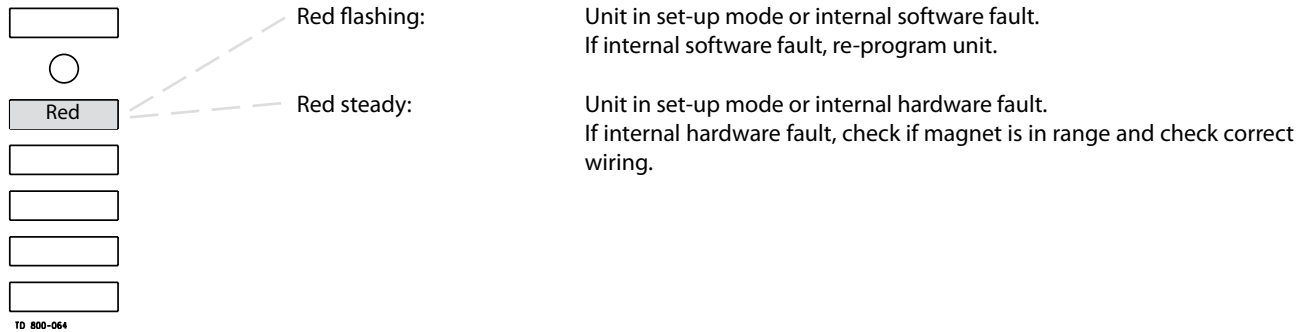 Red flashing: Unit in set-up mode or internal software fault.
If internal software fault, re-program unit.
Red
Red steady: Unit in set-up mode or internal hardware fault.
If internal hardware fault, check if magnet is in range and check correct
wiring.
TD 800-064